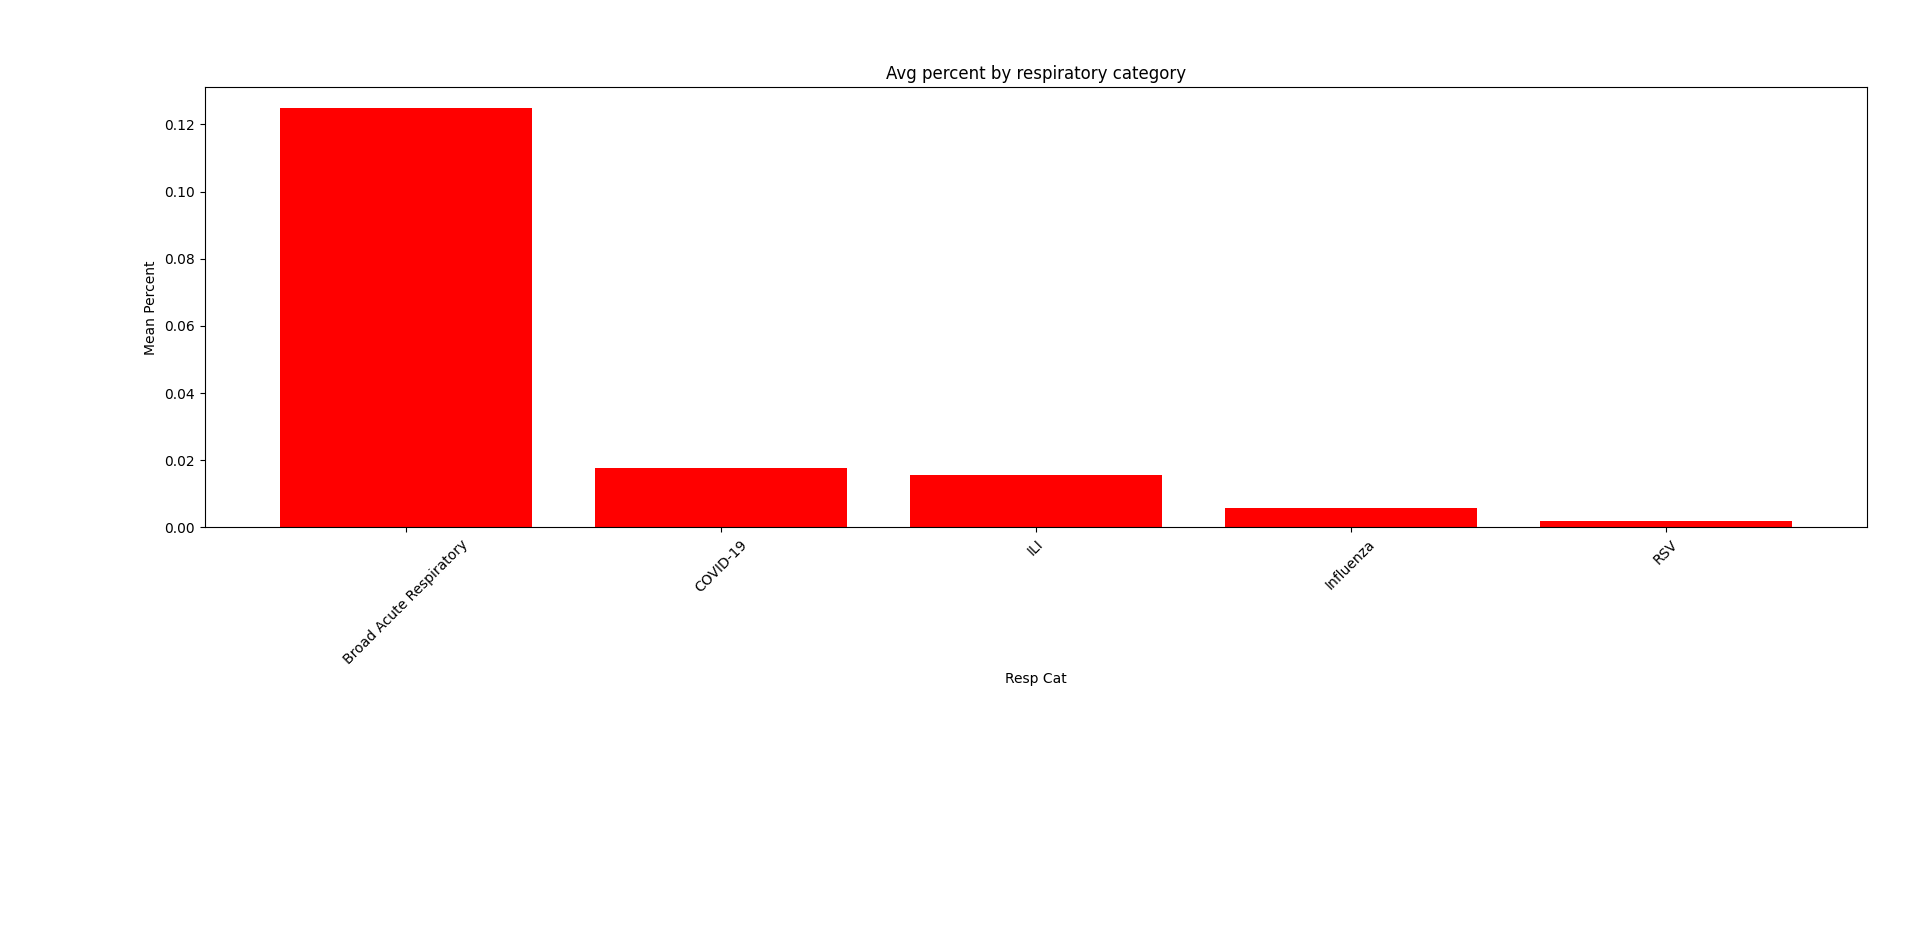 Avg percent by respiratory category
Mean Percent
0.12
0.10
0.08
0.06
0.04
0.02
0.00
Broad Acute Respiratory
COVID-19
ILI
Influenza
RSV
Resp Cat